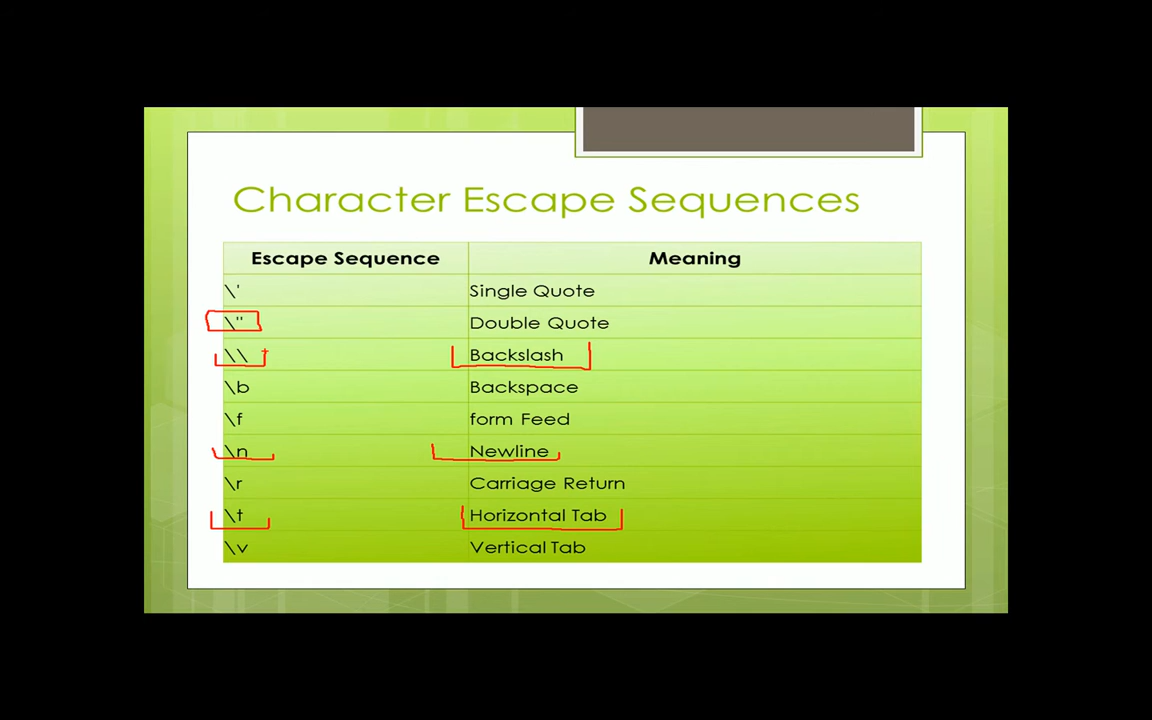 Character Escape Sequences
Escape Sequence Meaning
\' Single Quote
\" Double Quote
\\ Backslash
\b Backspace
\f form Feed
\n Newline
\r Carriage Return
\t Horizontal Tab
\v Vertical Tab